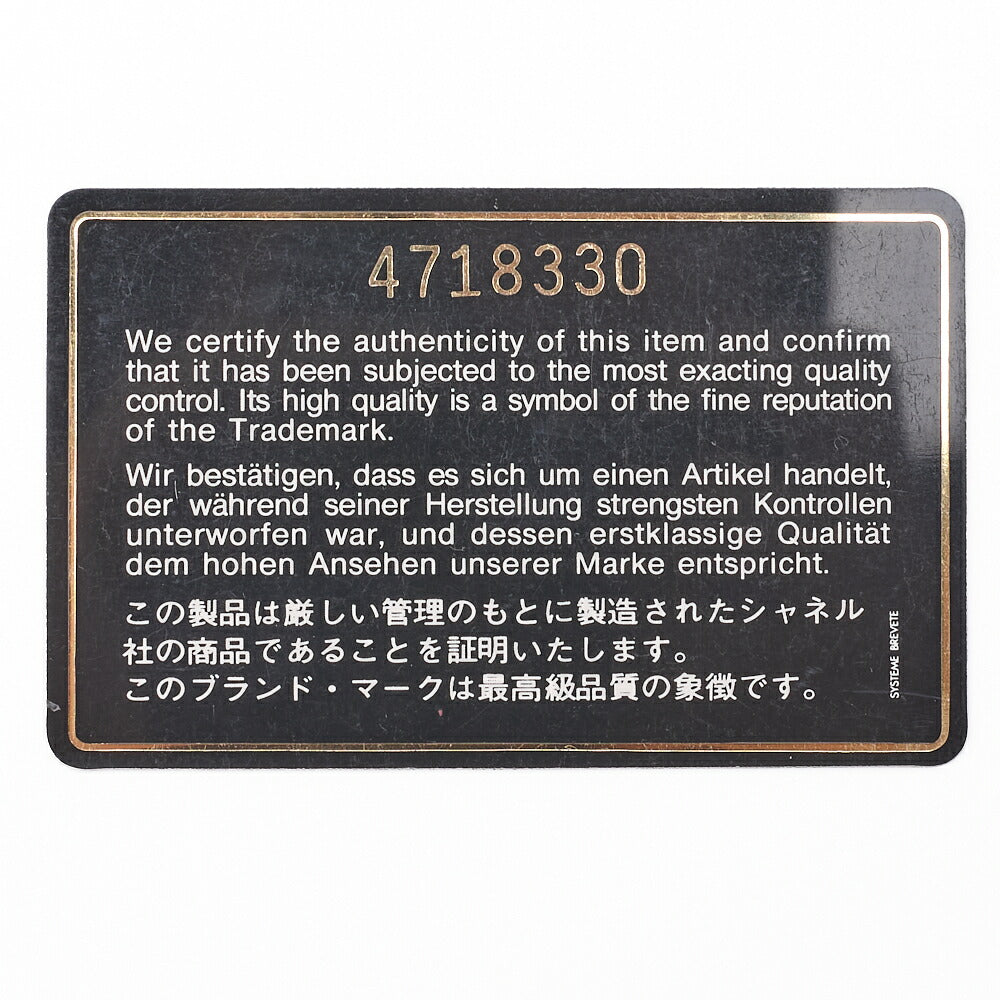 4718330
We certify the authenticity of this item and confirm
that it has been subjected to the most exacting quality
control. Its high quality is a symbol of the fine reputation
of the Trademark.
Wir bestätigen, dass es sich um einen Artikel handelt,
der während seiner Herstellung strengsten Kontrollen
unterworfen war, und dessen erstklassige Qualität
dem hohen Ansehen unserer Marke entspricht.
この製品は厳しい管理のもとに製造されたシャネル
社の商品であることを証明いたします。
このブランド・マークは最高級品質の象徴です。
SYSTEME BREVETE